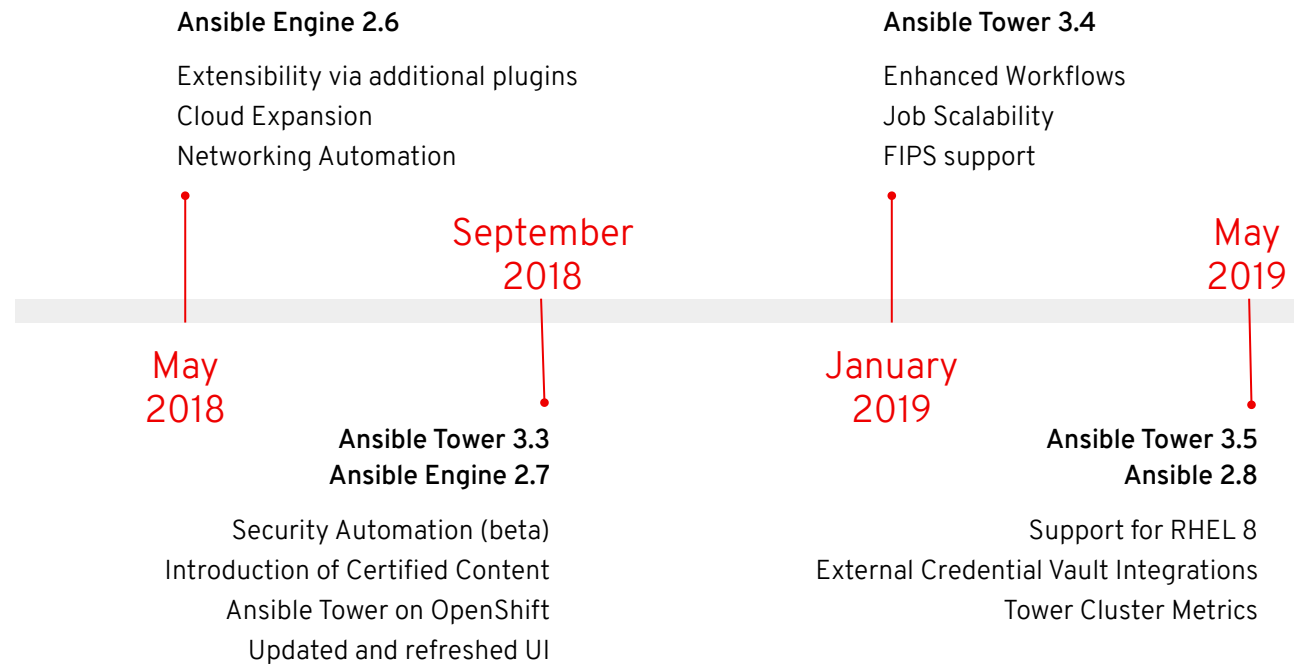 Ansible Engine 2.6
Extensibility via additional plugins
Cloud Expansion
Networking Automation
May
2018
September
2018
Ansible Tower 3.3
Ansible Engine 2.7
Security Automation (beta)
Introduction of Certified Content
Ansible Tower on OpenShift
Updated and refreshed UI
Ansible Tower 3.4
Enhanced Workflows
Job Scalability
FIPS support
January
2019
May
2019
Ansible Tower 3.5
Ansible 2.8
Support for RHEL 8
External Credential Vault Integrations
Tower Cluster Metrics